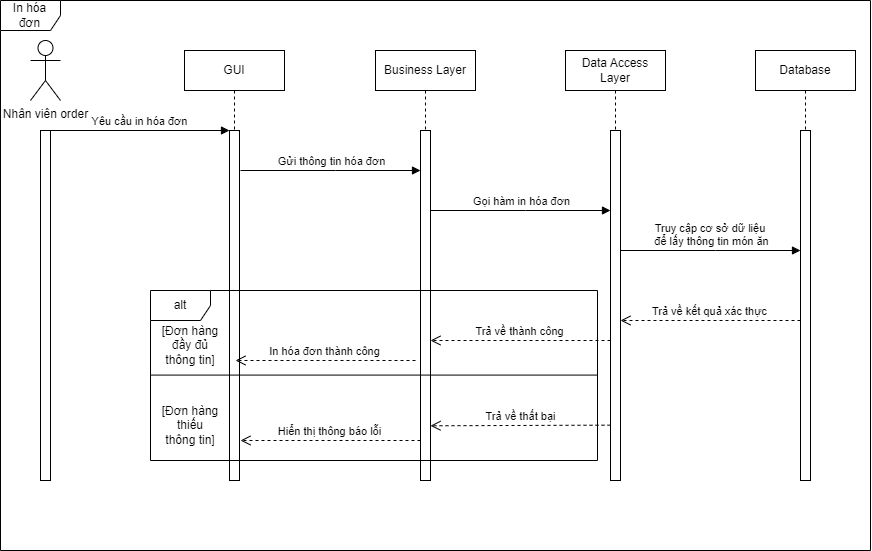 In hóa
đơn
Nhân viên order
GUI
Business Layer
Data Access
Layer
Database
Yêu cầu in hóa đơn
Gửi thông tin hóa đơn
Gọi hàm in hóa đơn
Truy cập cơ sở dữ liệu
để lấy thông tin món ăn
Trả về kết quả xác thực
alt
[Đơn hàng
đầy đủ
thông tin]
Trả về thành công
In hóa đơn thành công
[Đơn hàng
thiếu
thông tin]
Trả về thất bại
Hiển thị thông báo lỗi